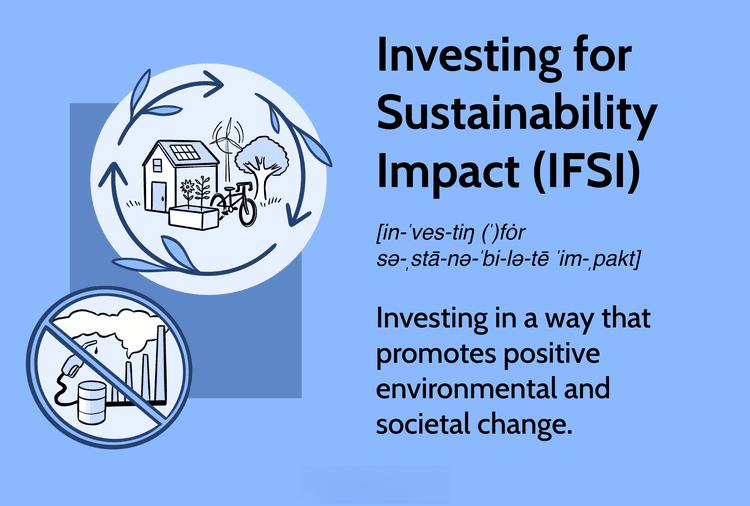 Investing for
Sustainability
Impact (IFSI)
[in-ˈves-tiŋ (ˈ)fȯr
sə-ˌstā-nə-ˈbi-lə-tē ˈim-ˌpakt]
Investing in a way that
promotes positive
environmental and
societal change.